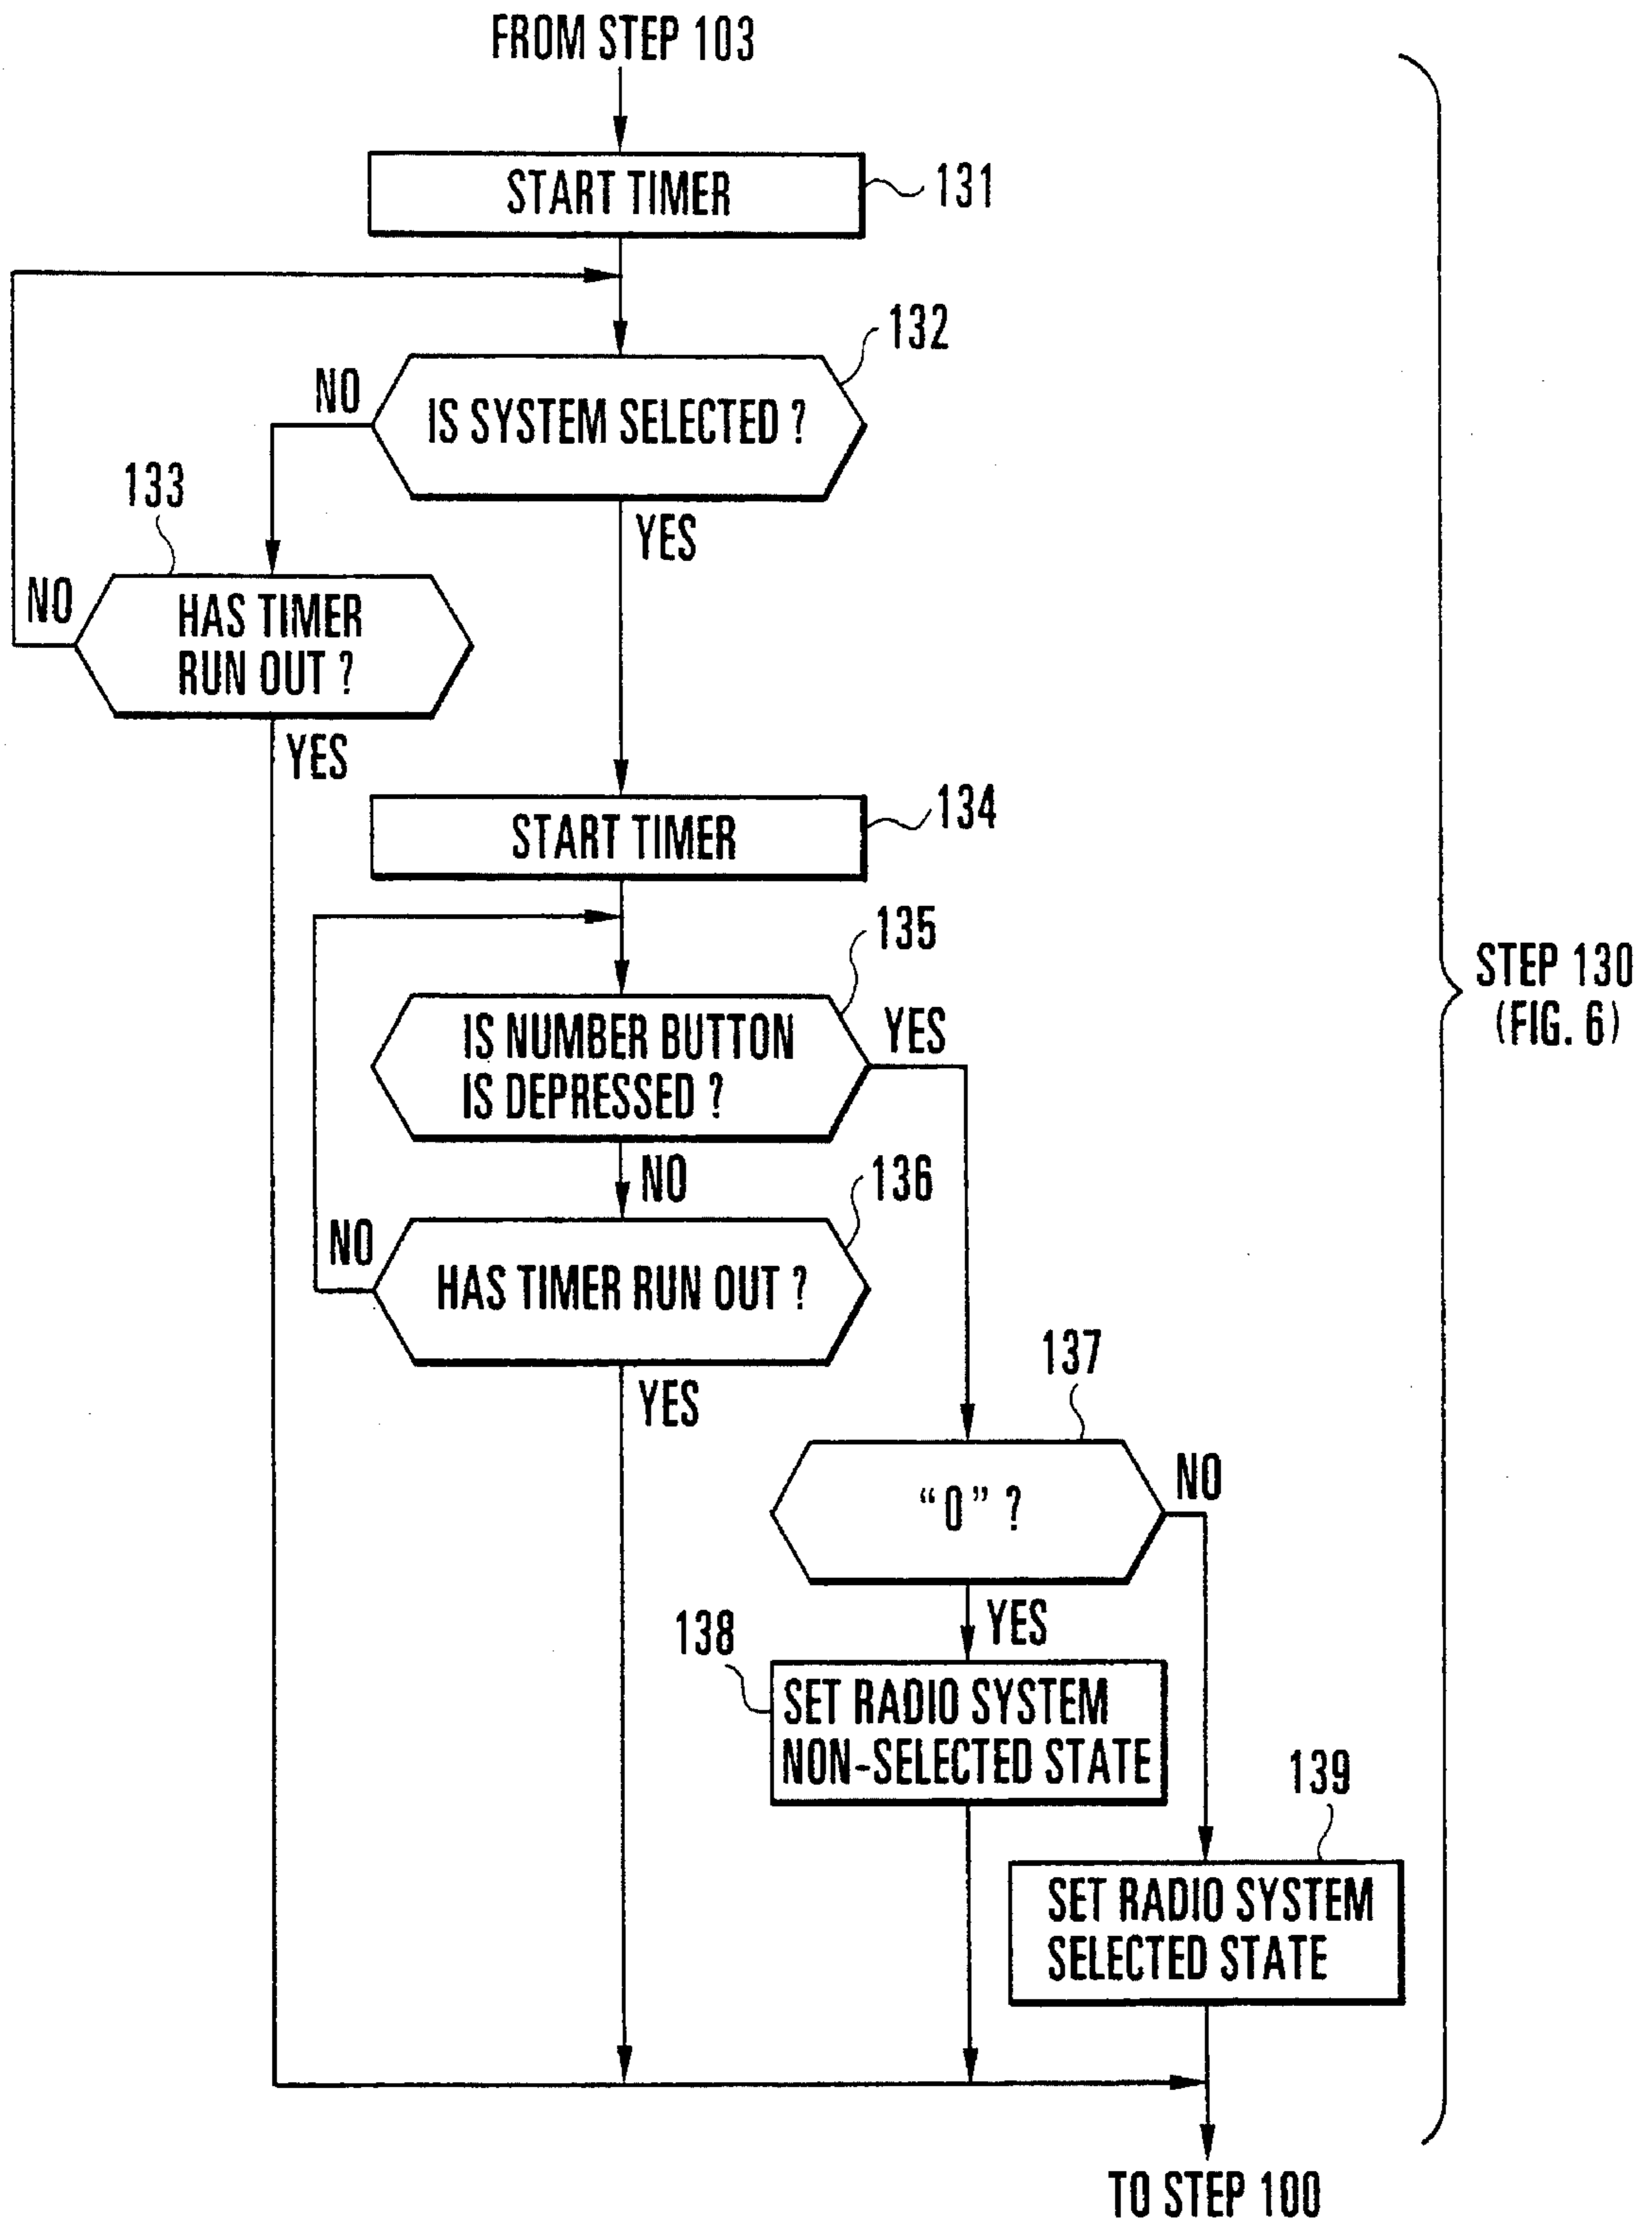 FROM STEP 103
START TIMER
131
132
NO
IS SYSTEM SELECTED ?
YES
133
NO
HAS TIMER
RUN OUT ?
YES
134
START TIMER
135
IS NUMBER BUTTON
IS DEPRESSED ?
YES
NO
136
NO
HAS TIMER RUN OUT ?
YES
137
"0" ?
NO
YES
138
SET RADIO SYSTEM
NON-SELECTED STATE
139
SET RADIO SYSTEM
SELECTED STATE
STEP 130
(FIG. 6)
TO STEP 100